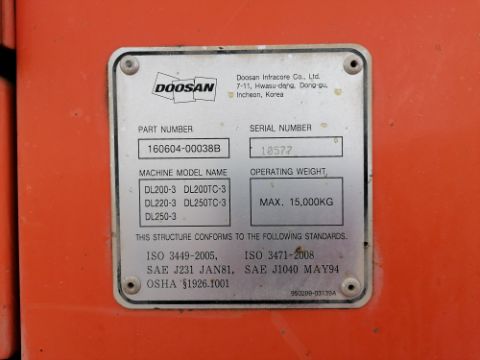 DOOSAN
Doosan Infracore Co., Ltd.
7-11, Hwasu-dong, Dong-gu,
Incheon, Korea
PART NUMBER
160604-00038B
SERIAL NUMBER
10577
MACHINE MODEL NAME
DL200-3 DL200TC-3
DL220-3 DL250TC-3
DL250-3
OPERATING WEIGHT
MAX. 15,000KG
THIS STRUCTURE CONFORMS TO THE FOLLOWING STANDARDS.
ISO 3449-2005, ISO 3471-2008
SAE J231 JAN81, SAE J1040 MAY94
OSHA §1926.1001